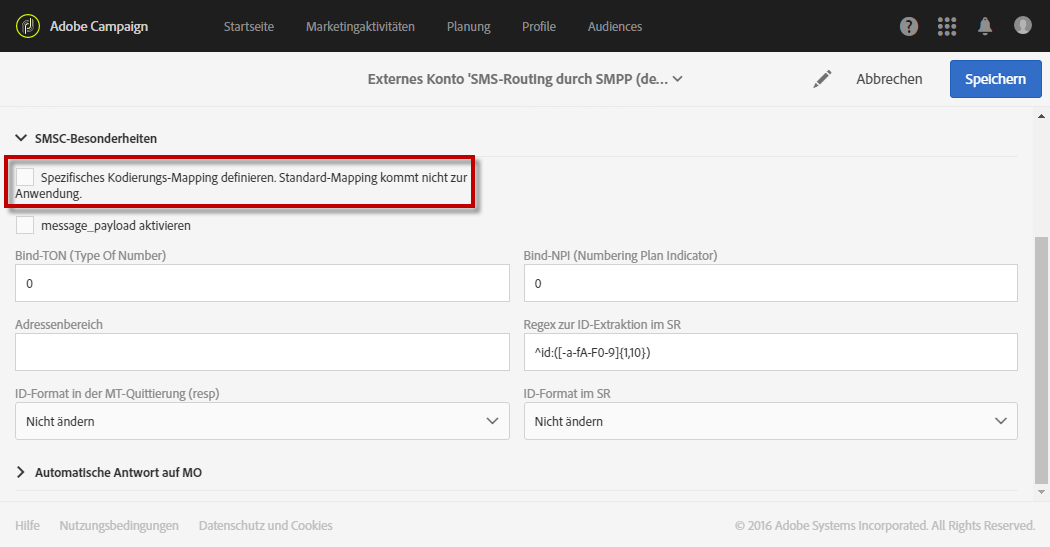 Adobe Campaign Startseite Marketingaktivitäten Planung Profile Audiences
Externes Konto 'SMS-Routing durch SMPP (de... Abbrechen Speichern
SMSC-Besonderheiten
Spezifisches Kodierungs-Mapping definieren. Standard-Mapping kommt nicht zur
Anwendung.
message_payload aktivieren
Bind-TON (Type Of Number) Bind-NPI (Numbering Plan Indicator)
0 0
Adressenbereich Regex zur ID-Extraktion im SR
^id:([-a-fA-F0-9]{1,10})
ID-Format in der MT-Quittierung (resp) ID-Format im SR
Nicht ändern Nicht ändern
Automatische Antwort auf MO
Hilfe Nutzungsbedingungen Datenschutz und Cookies © 2016 Adobe Systems Incorporated. All Rights Reserved.